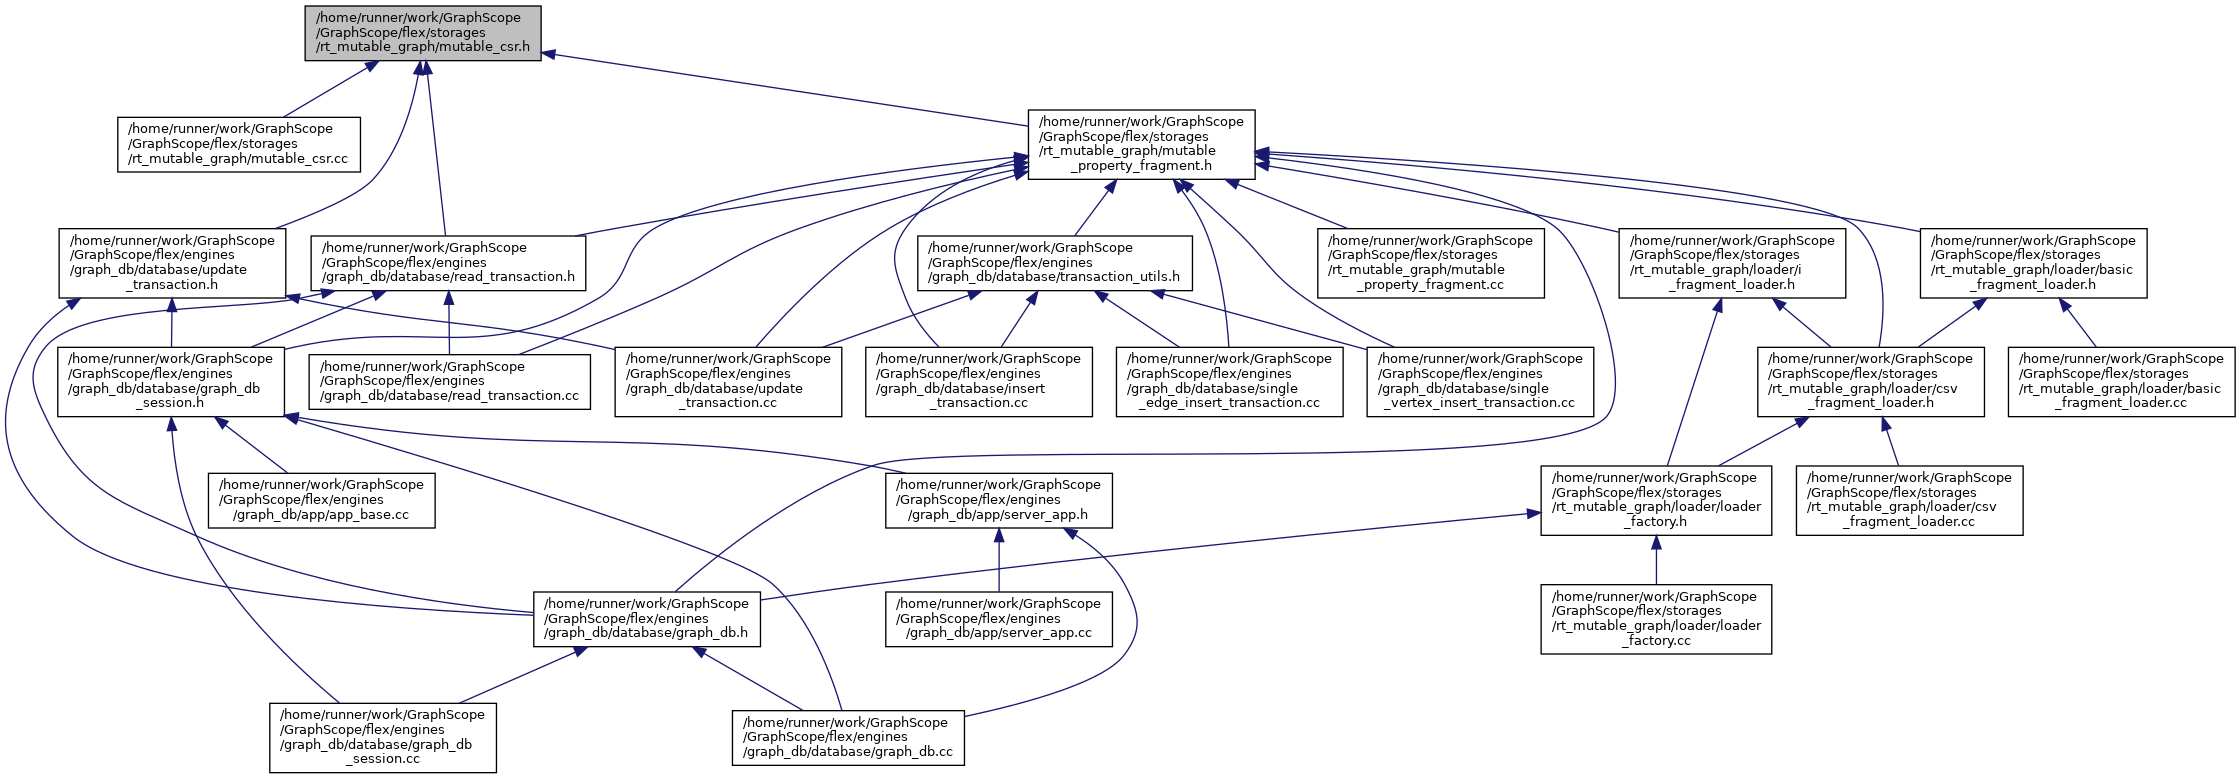 /home/runner/work/GraphScope
/GraphScope/flex/storages
/rt_mutable_graph/mutable_csr.h
/home/runner/work/GraphScope
/GraphScope/flex/storages
/rt_mutable_graph/mutable_csr.cc
/home/runner/work/GraphScope
/GraphScope/flex/storages
/rt_mutable_graph/mutable
_property_fragment.h
/home/runner/work/GraphScope
/GraphScope/flex/engines
/graph_db/database/update
_transaction.h
/home/runner/work/GraphScope
/GraphScope/flex/engines
/graph_db/database/read_transaction.h
/home/runner/work/GraphScope
/GraphScope/flex/engines
/graph_db/database/transaction_utils.h
/home/runner/work/GraphScope
/GraphScope/flex/storages
/rt_mutable_graph/mutable
_property_fragment.cc
/home/runner/work/GraphScope
/GraphScope/flex/storages
/rt_mutable_graph/loader/i
_fragment_loader.h
/home/runner/work/GraphScope
/GraphScope/flex/storages
/rt_mutable_graph/loader/basic
_fragment_loader.h
/home/runner/work/GraphScope
/GraphScope/flex/engines
/graph_db/database/graph_db
_session.h
/home/runner/work/GraphScope
/GraphScope/flex/engines
/graph_db/database/read_transaction.cc
/home/runner/work/GraphScope
/GraphScope/flex/engines
/graph_db/database/update
_transaction.cc
/home/runner/work/GraphScope
/GraphScope/flex/engines
/graph_db/database/insert
_transaction.cc
/home/runner/work/GraphScope
/GraphScope/flex/engines
/graph_db/database/single
_edge_insert_transaction.cc
/home/runner/work/GraphScope
/GraphScope/flex/engines
/graph_db/database/single
_vertex_insert_transaction.cc
/home/runner/work/GraphScope
/GraphScope/flex/storages
/rt_mutable_graph/loader/csv
_fragment_loader.h
/home/runner/work/GraphScope
/GraphScope/flex/storages
/rt_mutable_graph/loader/basic
_fragment_loader.cc
/home/runner/work/GraphScope
/GraphScope/flex/engines
/graph_db/app/app_base.cc
/home/runner/work/GraphScope
/GraphScope/flex/engines
/graph_db/app/server_app.h
/home/runner/work/GraphScope
/GraphScope/flex/storages
/rt_mutable_graph/loader/loader
_factory.h
/home/runner/work/GraphScope
/GraphScope/flex/storages
/rt_mutable_graph/loader/csv
_fragment_loader.cc
/home/runner/work/GraphScope
/GraphScope/flex/engines
/graph_db/database/graph_db.h
/home/runner/work/GraphScope
/GraphScope/flex/engines
/graph_db/app/server_app.cc
/home/runner/work/GraphScope
/GraphScope/flex/storages
/rt_mutable_graph/loader/loader
_factory.cc
/home/runner/work/GraphScope
/GraphScope/flex/engines
/graph_db/database/graph_db
_session.cc
/home/runner/work/GraphScope
/GraphScope/flex/engines
/graph_db/database/graph_db.cc